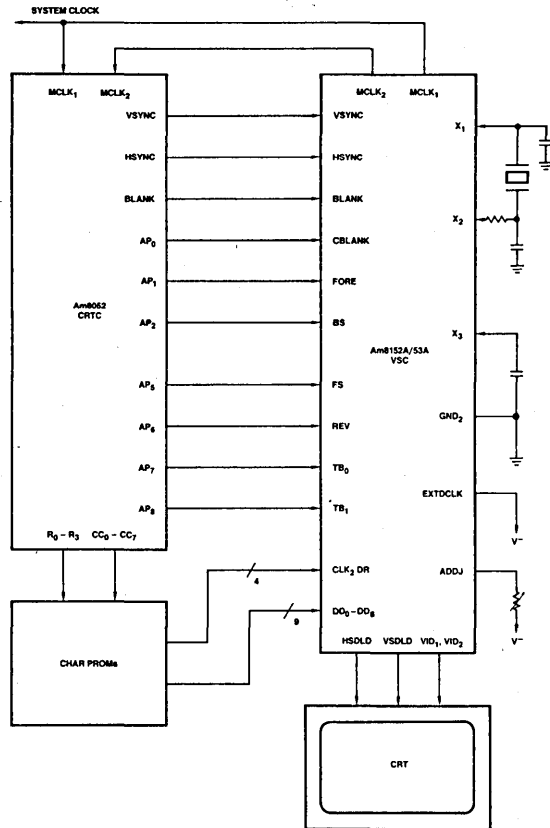 SYSTEM CLOCK
MCLK1 MCLK2
MCLK2 MCLK1
VSYNC VSYNC
X1
HSYNC HSYNC
BLANK BLANK
X2
AP0 CBLANK
AP1 FORE
Am8052
CRTC
AP2 BS
X3
Am8152A/53A
VSC
AP5 FS
GND2
AP6 REV
AP7 TB0
EXTDCLK
AP8 TB1
V−
R0 – R3 CC0 – CC7
CLK2 DR
4
ADDJ
9
DD0–DD8
V−
HSDLD VSDLD VID1, VID2
CHAR PROMs
CRT